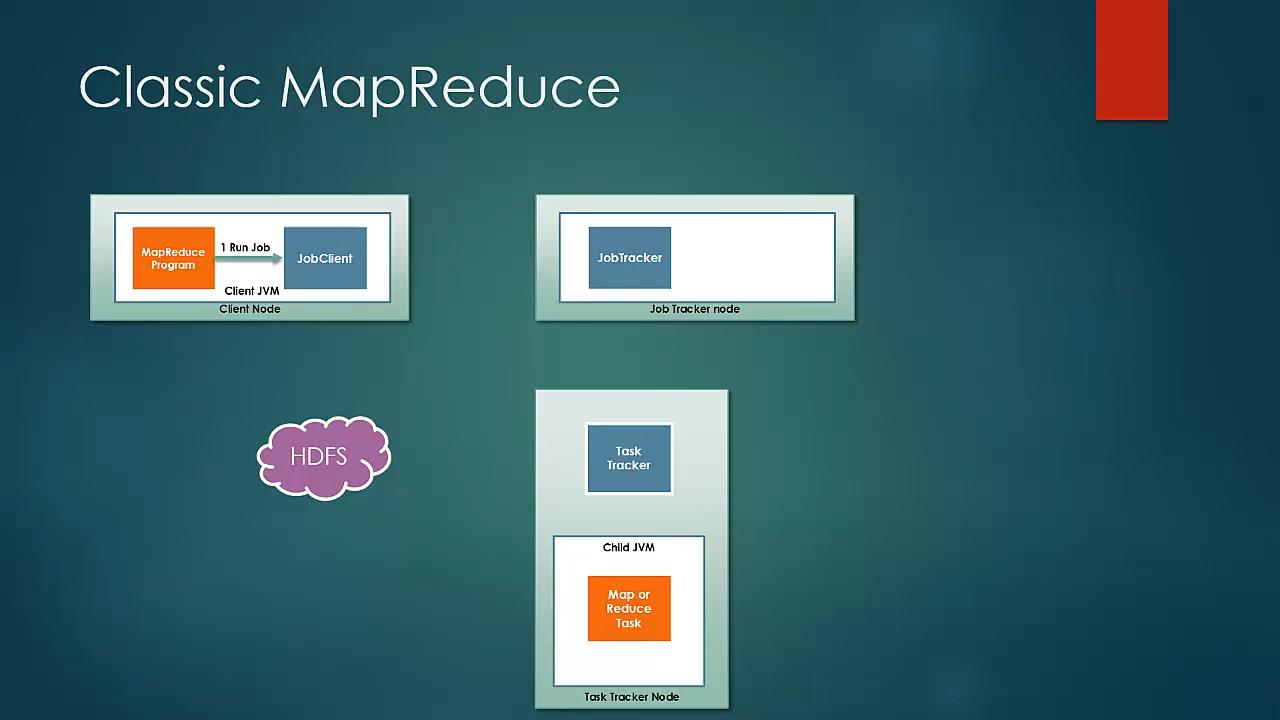 Classic MapReduce
MapReduce
Program
1 Run Job
JobClient
Client JVM
Client Node
JobTracker
Job Tracker node
HDFS
Task
Tracker
Child JVM
Map or
Reduce
Task
Task Tracker Node